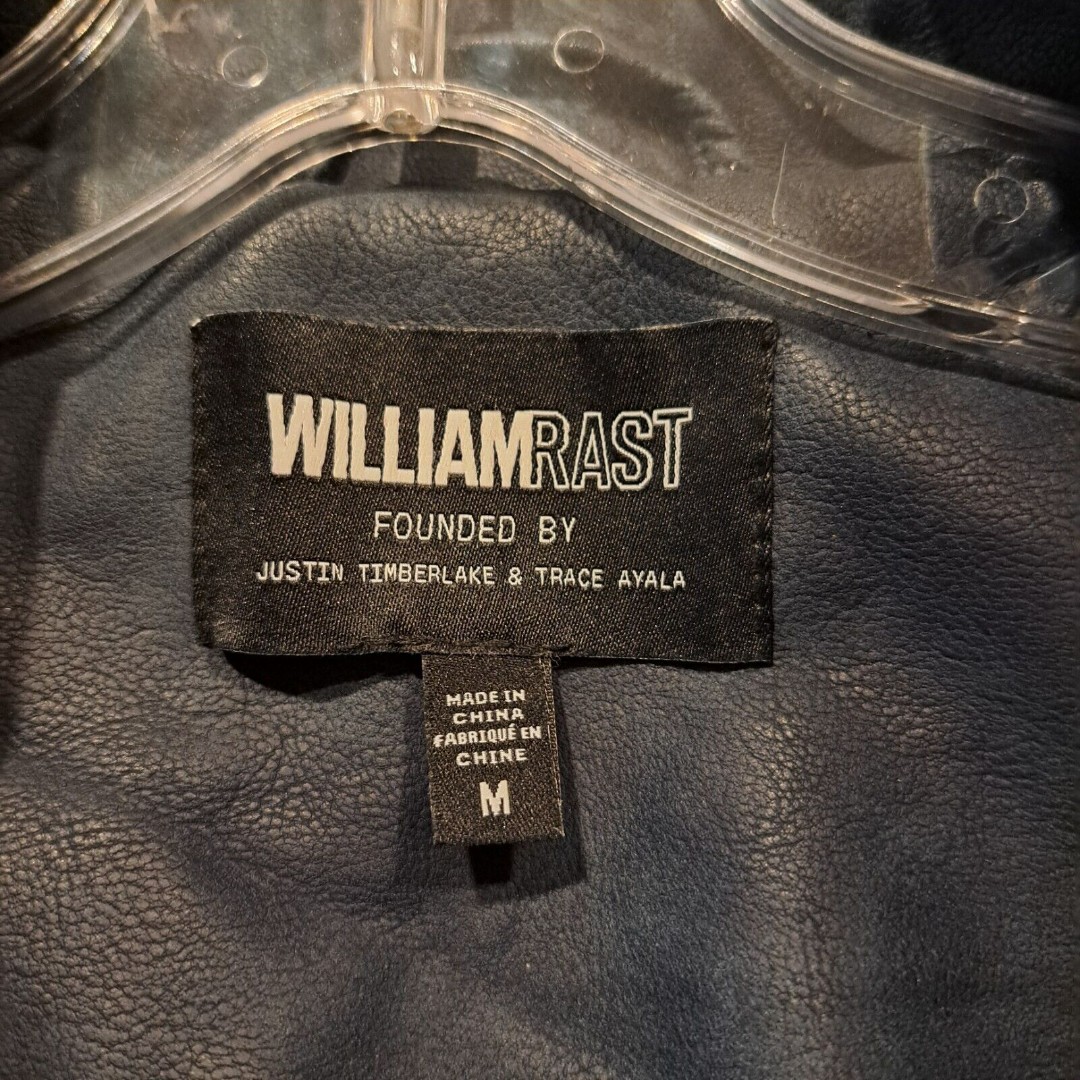 WILLIAMRAST
FOUNDED BY
JUSTIN TIMBERLAKE & TRACE AYALA
MADE IN
CHINA
FABRIQUÉ EN
CHINE
M